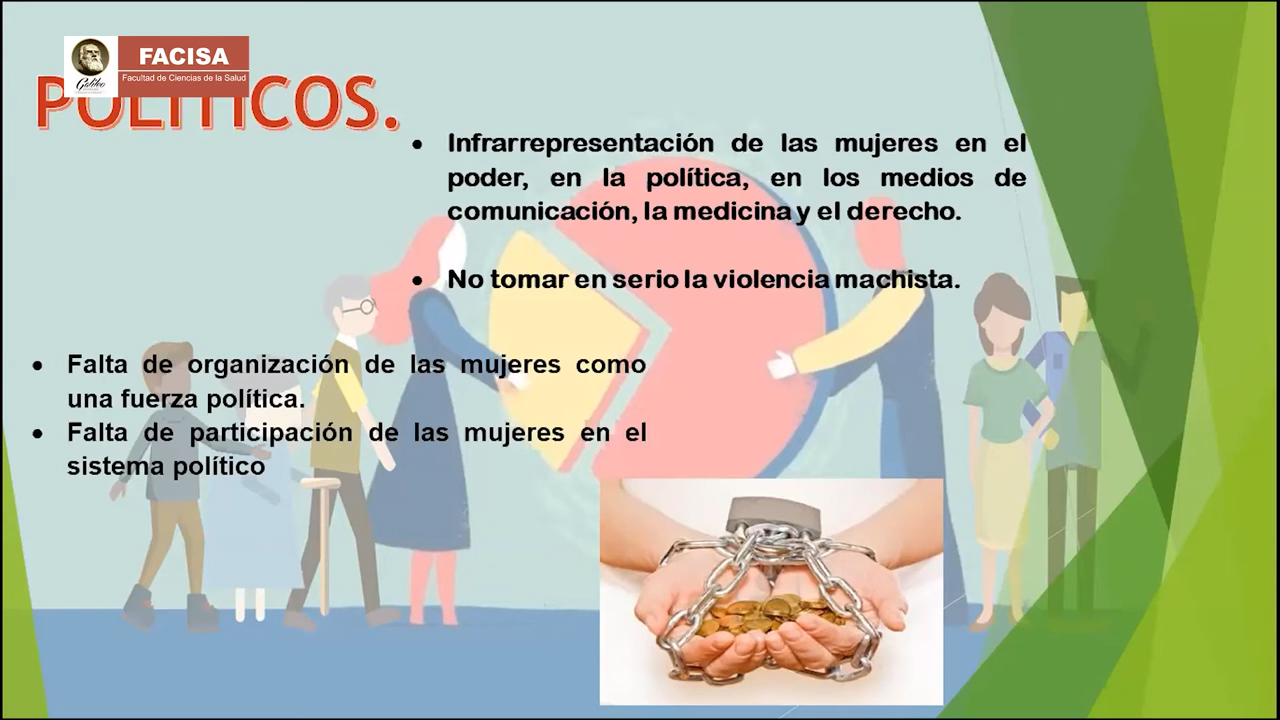 FACISA
Facultad de Ciencias de la Salud
Galileo
POLÍTICOS.
• Infrarrepresentación de las mujeres en el
poder, en la política, en los medios de
comunicación, la medicina y el derecho.
• No tomar en serio la violencia machista.
• Falta de organización de las mujeres como
una fuerza política.
• Falta de participación de las mujeres en el
sistema político